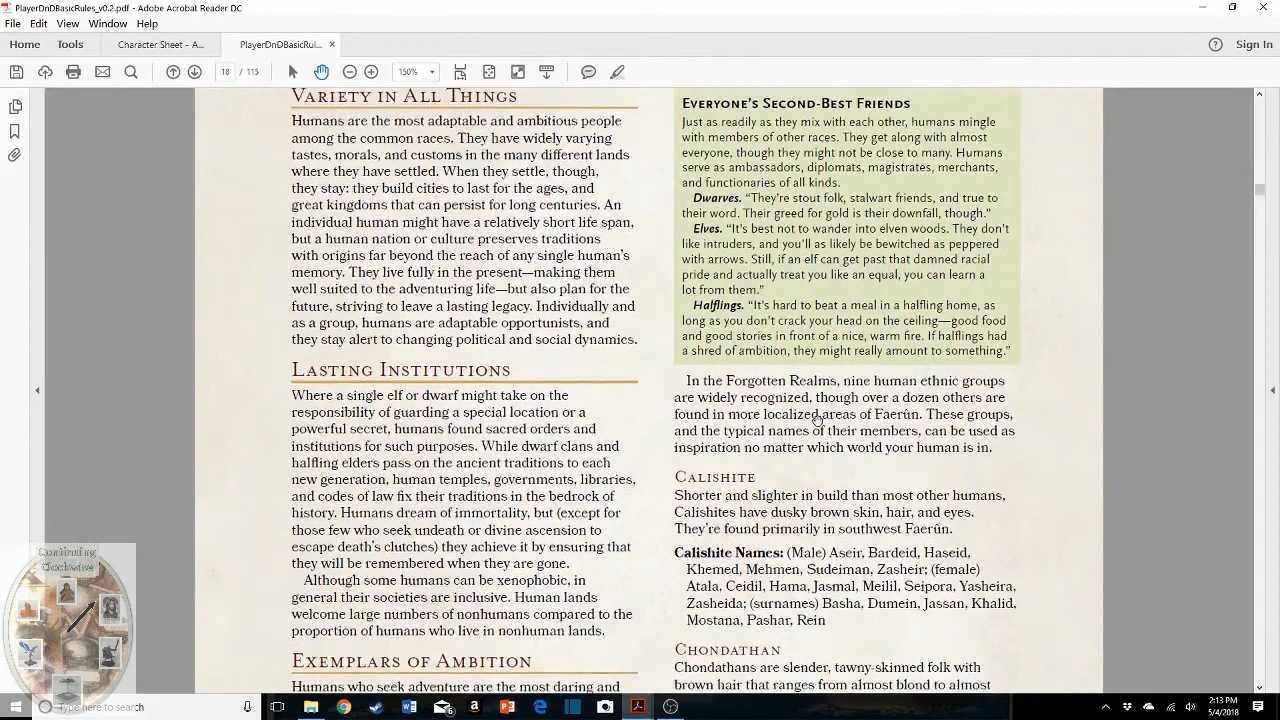 PlayerDnDBasicRules_v0.2.pdf - Adobe Acrobat Reader DC
File Edit View Window Help
Home Tools Character Sheet - A... PlayerDnDBasicRul... × ? Sign In
18 / 115 150%
VARIETY IN ALL THINGS
Humans are the most adaptable and ambitious people
among the common races. They have widely varying
tastes, morals, and customs in the many different lands
where they have settled. When they settle, though,
they stay: they build cities to last for the ages, and
great kingdoms that can persist for long centuries. An
individual human might have a relatively short life span,
but a human nation or culture preserves traditions
with origins far beyond the reach of any single human's
memory. They live fully in the present—making them
well suited to the adventuring life—but also plan for the
future, striving to leave a lasting legacy. Individually and
as a group, humans are adaptable opportunists, and
they stay alert to changing political and social dynamics.
LASTING INSTITUTIONS
Where a single elf or dwarf might take on the
responsibility of guarding a special location or a
powerful secret, humans found sacred orders and
institutions for such purposes. While dwarf clans and
halfling elders pass on the ancient traditions to each
new generation, human temples, governments, libraries,
and codes of law fix their traditions in the bedrock of
history. Humans dream of immortality, but (except for
those few who seek undeath or divine ascension to
escape death's clutches) they achieve it by ensuring that
they will be remembered when they are gone.
Although some humans can be xenophobic, in
general their societies are inclusive. Human lands
welcome large numbers of nonhumans compared to the
proportion of humans who live in nonhuman lands.
EXEMPLARS OF AMBITION
Humans who seek adventure are the most daring and
EVERYONE'S SECOND-BEST FRIENDS
Just as readily as they mix with each other, humans mingle
with members of other races. They get along with almost
everyone, though they might not be close to many. Humans
serve as ambassadors, diplomats, magistrates, merchants,
and functionaries of all kinds.
Dwarves. “They're stout folk, stalwart friends, and true to
their word. Their greed for gold is their downfall, though.”
Elves. “It's best not to wander into elven woods. They don't
like intruders, and you'll as likely be bewitched as peppered
with arrows. Still, if an elf can get past that damned racial
pride and actually treat you like an equal, you can learn a
lot from them.”
Halflings. “It's hard to beat a meal in a halfling home, as
long as you don't crack your head on the ceiling—good food
and good stories in front of a nice, warm fire. If halflings had
a shred of ambition, they might really amount to something.”
In the Forgotten Realms, nine human ethnic groups
are widely recognized, though over a dozen others are
found in more localized areas of Faerûn. These groups,
and the typical names of their members, can be used as
inspiration no matter which world your human is in.
CALISHITE
Shorter and slighter in build than most other humans,
Calishites have dusky brown skin, hair, and eyes.
They're found primarily in southwest Faerûn.
Calishite Names: (Male) Aseir, Bardeid, Haseid,
Khemed, Mehmen, Sudeiman, Zasheir; (female)
Atala, Ceidil, Hama, Jasmal, Meilil, Seipora, Yasheira,
Zasheida; (surnames) Basha, Dumein, Jassan, Khalid,
Mostana, Pashar, Rein
CHONDATHAN
Chondathans are slender, tawny-skinned folk with
brown hair that ranges from almost blond to almost
Continuing
Clockwise
Type here to search
2:13 PM
5/4/2018